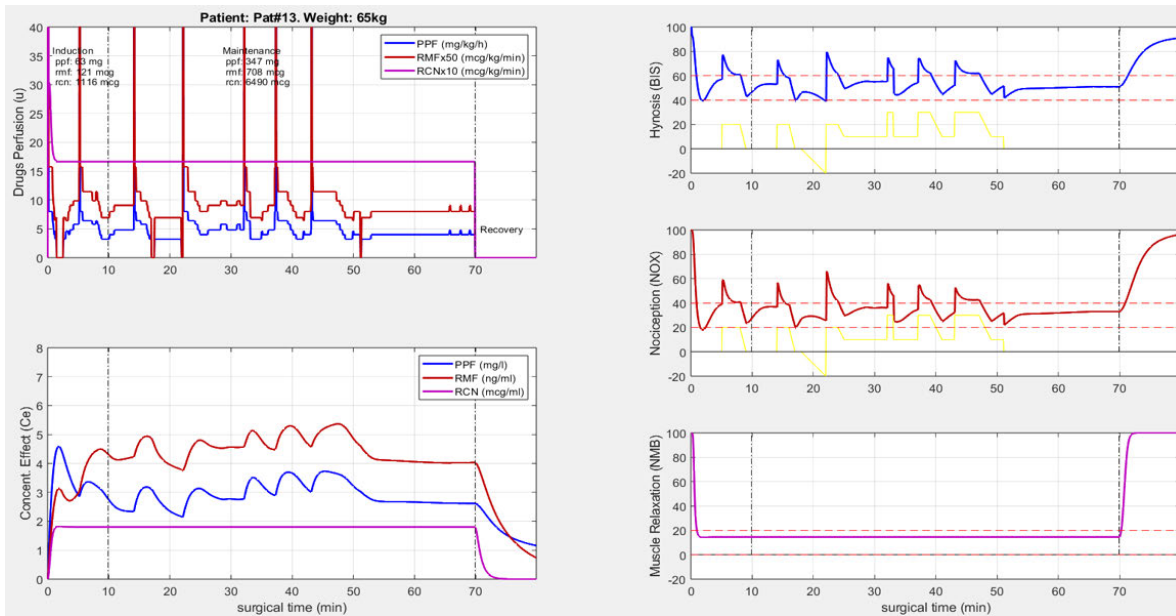 Patient: Pat#13. Weight: 65kg
40
35
30
25
20
15
10
5
0
Drugs Perfusion (u)
Induction
ppf: 63 mg
rmf: 121 mcg
rcn: 1116 mcg
Maintenance
ppf: 347 mg
rmf: 708 mcg
rcn: 6490 mcg
PPF (mg/kg/h)
RMFx50 (mcg/kg/min)
RCNx10 (mcg/kg/min)
Recovery
0 10 20 30 40 50 60 70
8
7
6
5
4
3
2
1
0
Concent Effect (Ce)
PPF (mg/l)
RMF (ng/ml)
RCN (mcg/ml)
0 10 20 30 40 50 60 70
surgical time (min)
100
80
60
40
20
0
-20
Hynosis (BIS)
0 10 20 30 40 50 60 70
100
80
60
40
20
0
-20
Nociception (NOX)
0 10 20 30 40 50 60 70
100
80
60
40
20
0
-20
Muscle Relaxation (NMB)
0 10 20 30 40 50 60 70
surgical time (min)